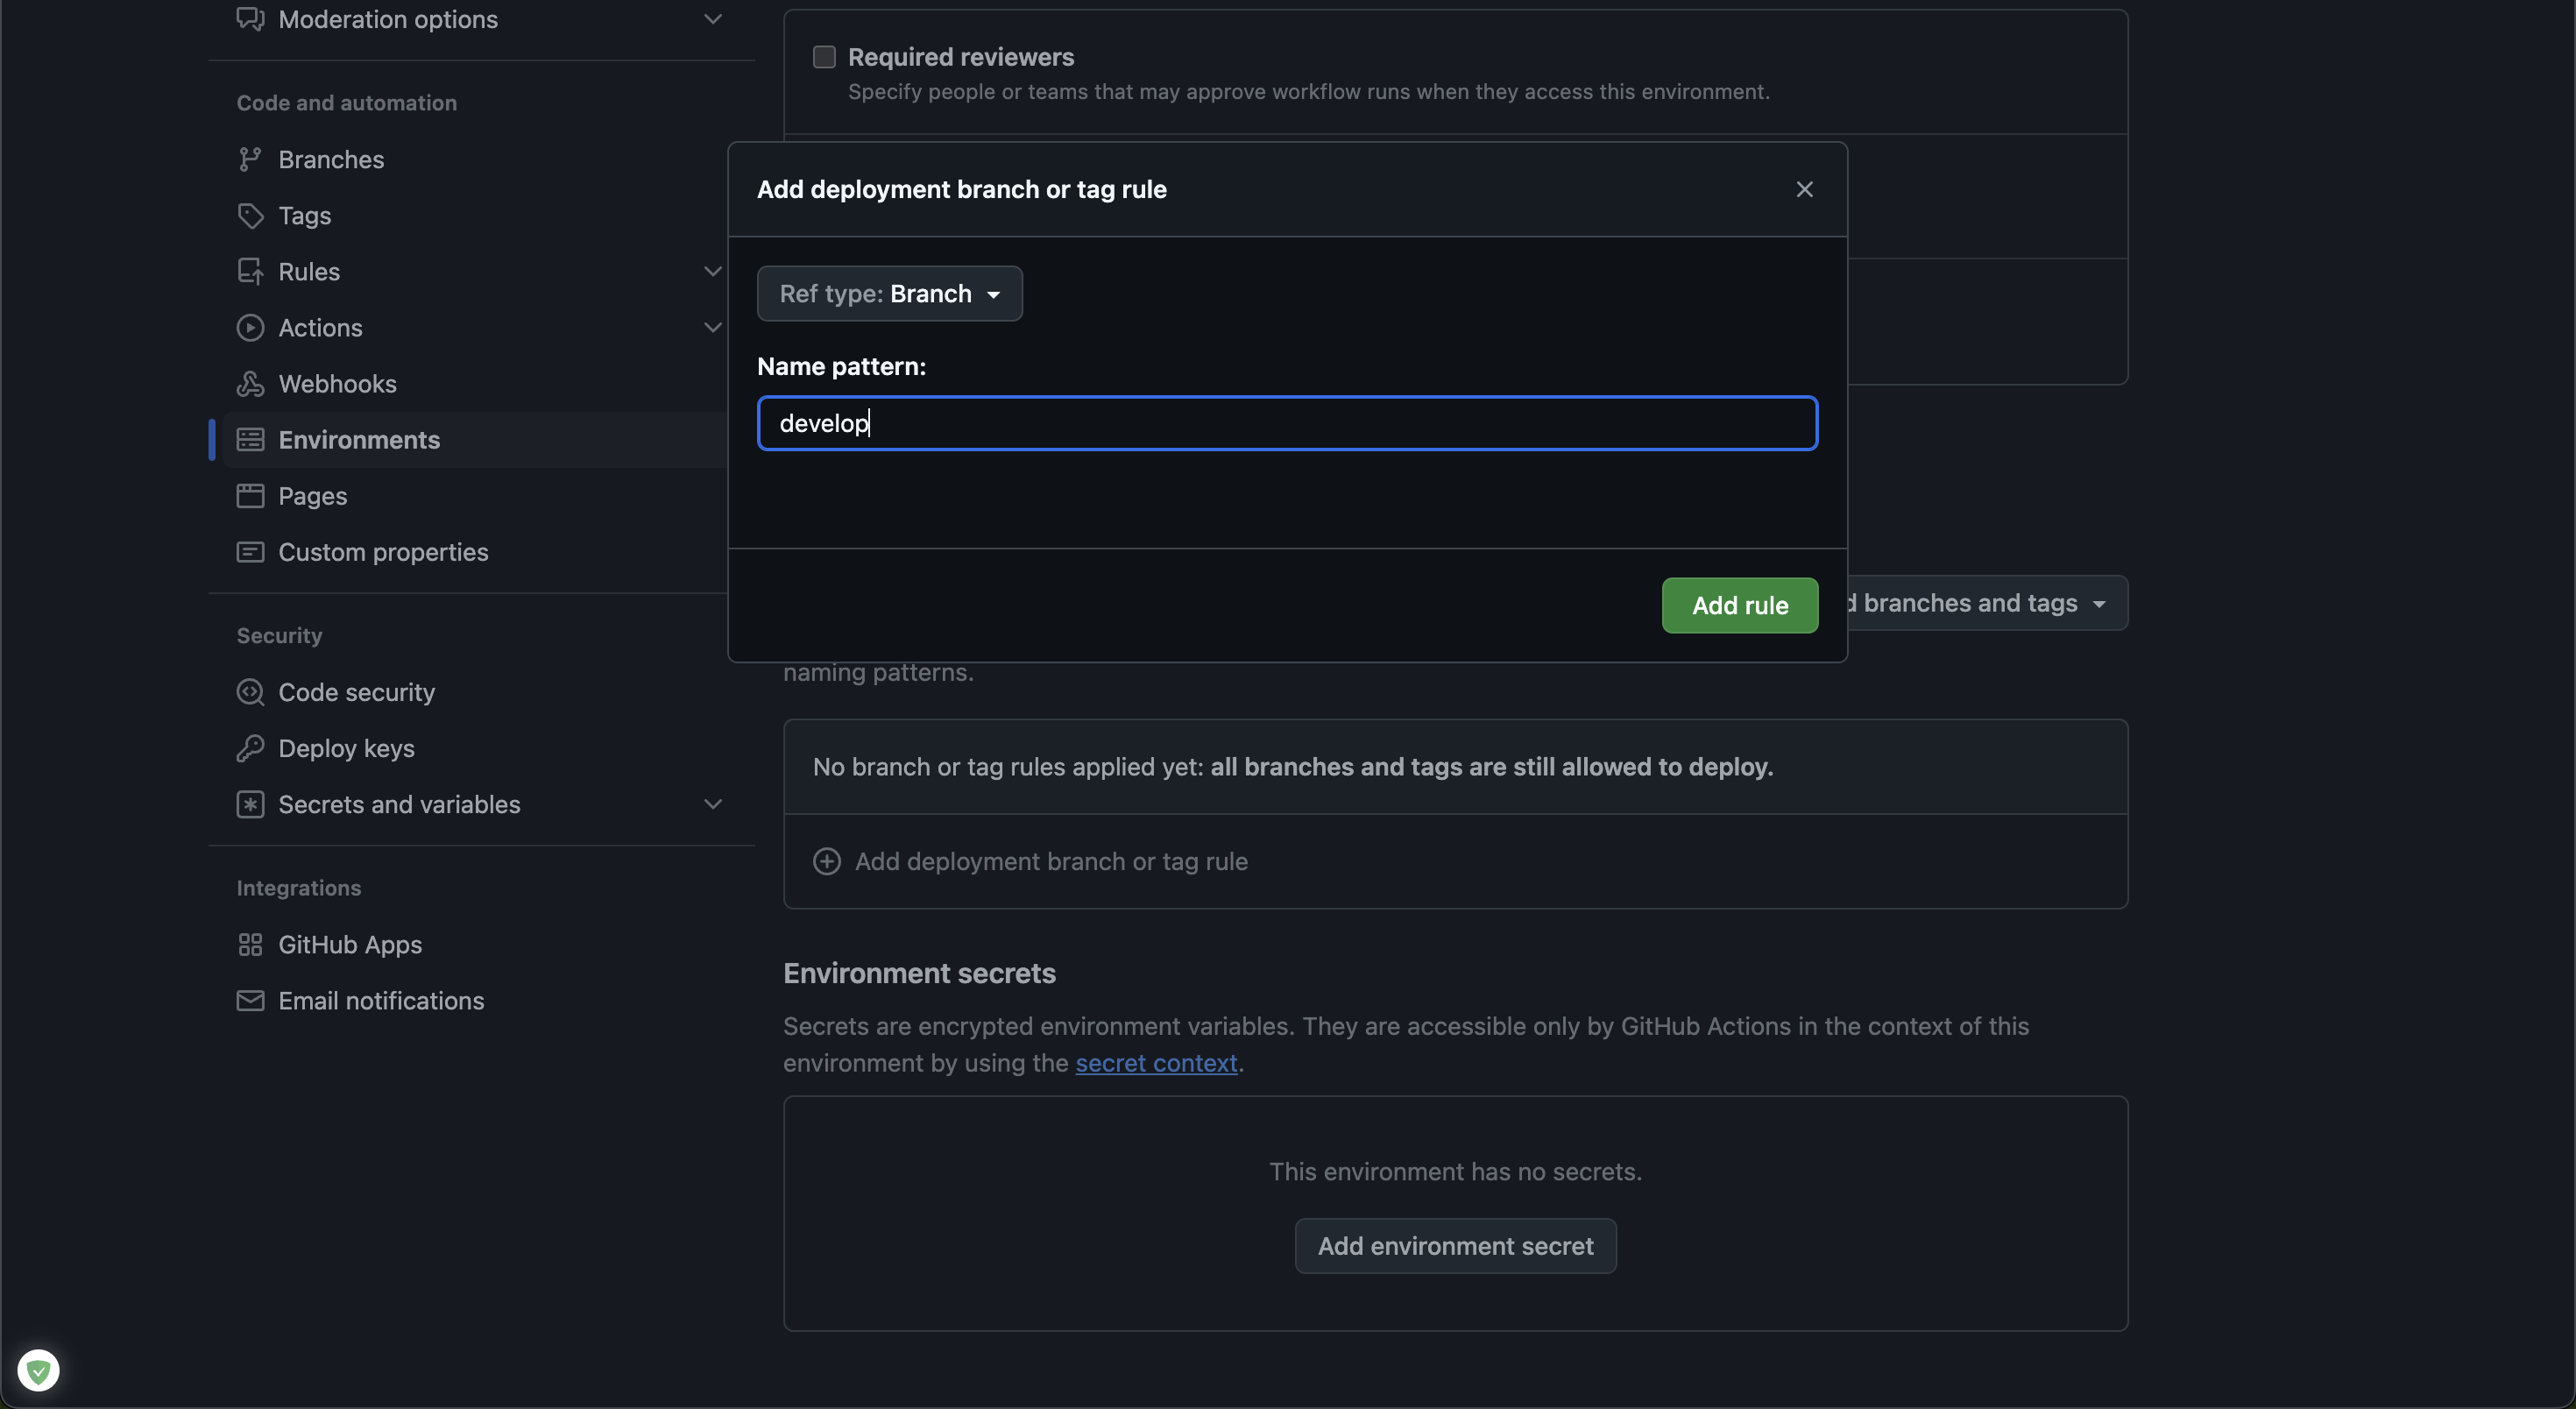 Moderation options
Code and automation
Branches
Tags
Rules
Actions
Webhooks
Environments
Pages
Custom properties
Security
Code security
Deploy keys
Secrets and variables
Integrations
GitHub Apps
Email notifications
Required reviewers
Specify people or teams that may approve workflow runs when they access this environment.
Add deployment branch or tag rule
Ref type: Branch
Name pattern:
develop
Add rule
branches and tags
naming patterns.
No branch or tag rules applied yet: all branches and tags are still allowed to deploy.
Add deployment branch or tag rule
Environment secrets
Secrets are encrypted environment variables. They are accessible only by GitHub Actions in the context of this
environment by using the secret context.
This environment has no secrets.
Add environment secret